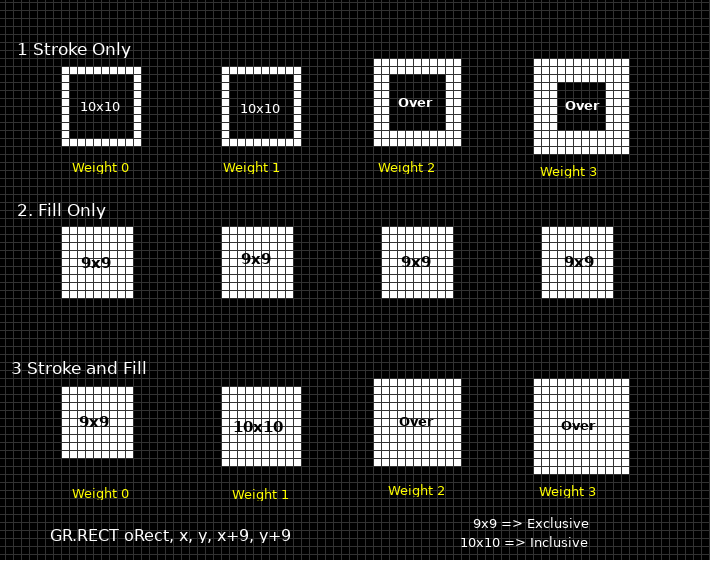 1 Stroke Only
10x10 10x10 Over Over
Weight 0 Weight 1 Weight 2 Weight 3
2. Fill Only
9x9 9x9 9x9 9x9
3 Stroke and Fill
9x9 10x10 Over Over
Weight 0 Weight 1 Weight 2 Weight 3
GR.RECT oRect, x, y, x+9, y+9
9x9 => Exclusive
10x10 => Inclusive